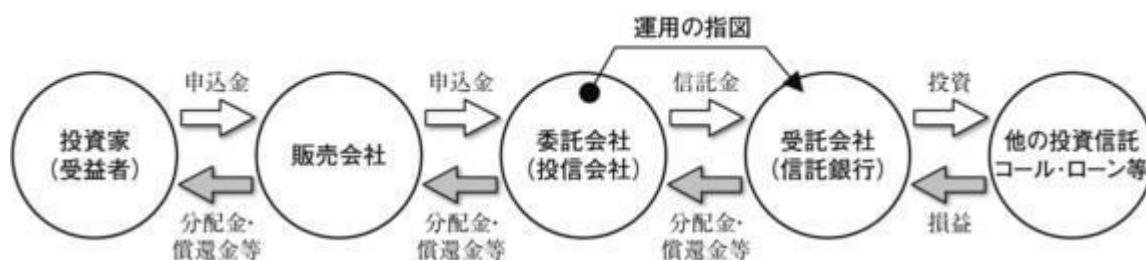 運用の指図
申込金
申込金
信託金
投資
投資家
(受益者)
販売会社
委託会社
(投信会社)
受託会社
(信託銀行)
他の投資信託
コール・ローン等
分配金・
償還金等
分配金・
償還金等
分配金・
償還金等
損益